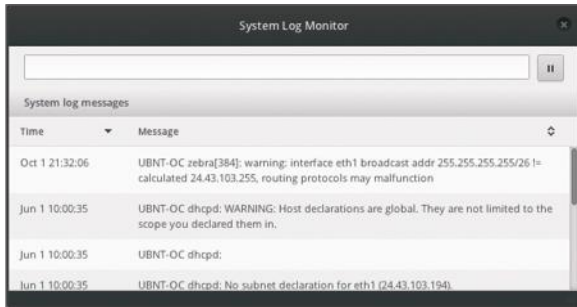 System Log Monitor
System log messages
Time Message
Oct 1 21:32:06 UBNT-OC zebra[384]: warning: interface eth1 broadcast addr 255.255.255.255/26 !=
calculated 24.43.103.255, routing protocols may malfunction
Jun 1 10:00:35 UBNT-OC dhcpd: WARNING: Host declarations are global. They are not limited to the
scope you declared them in.
Jun 1 10:00:35 UBNT-OC dhcpd:
Jun 1 10:00:35 UBNT-OC dhcpd: No subnet declaration for eth1 (24.43.103.194).